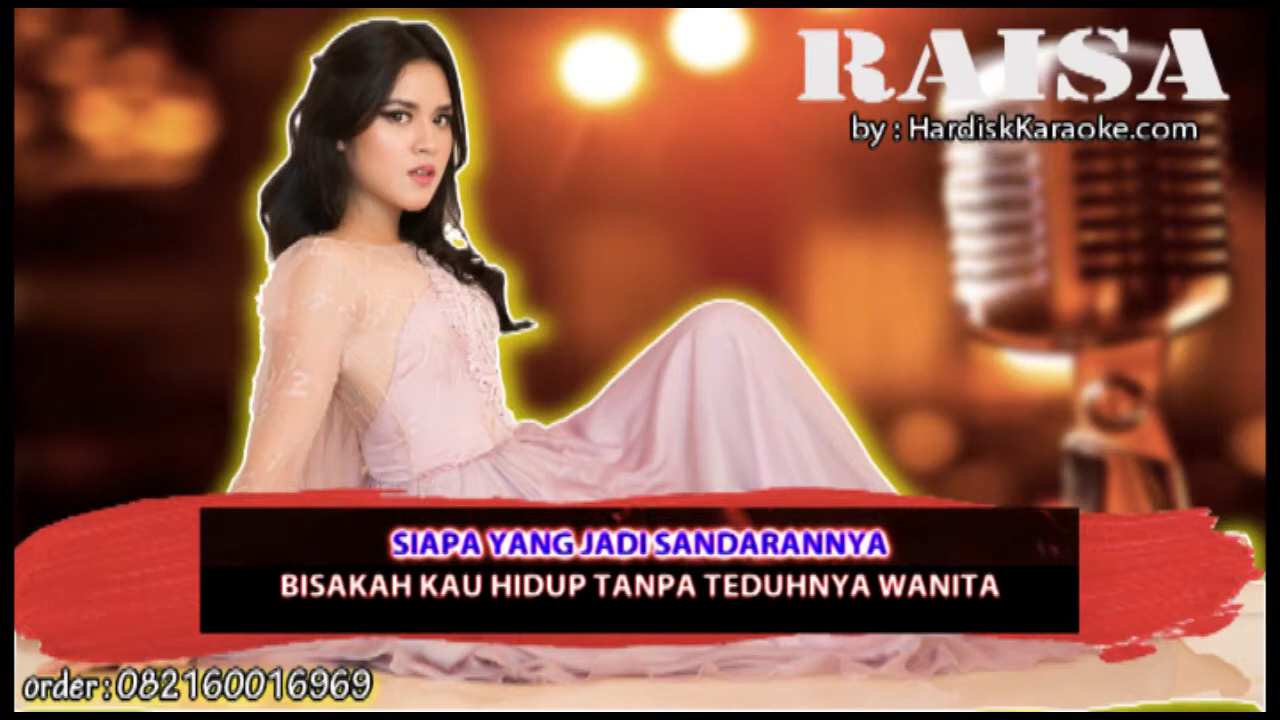 RAISA
by : HardiskKaraoke.com
SIAPA YANG JADI SANDARANNYA
BISAKAH KAU HIDUP TANPA TEDUHNYA WANITA
order : 082160016969